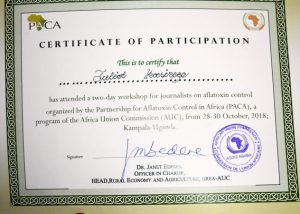 PACA
CERTIFICATE OF PARTICIPATION
This is to certify that
Juliet
has attended a two-day workshop for journalists on aflatoxin control
organized by the Partnership for Aflatoxin Control in Africa (PACA), a
program of the Africa Union Commission (AUC), from 28-30 October, 2018;
Kampala-Uganda.
Signature
DR. JANET EDEME,
OFFICER IN CHARGE,
HEAD, RURAL ECONOMY AND AGRICULTURE, DREA-AUC